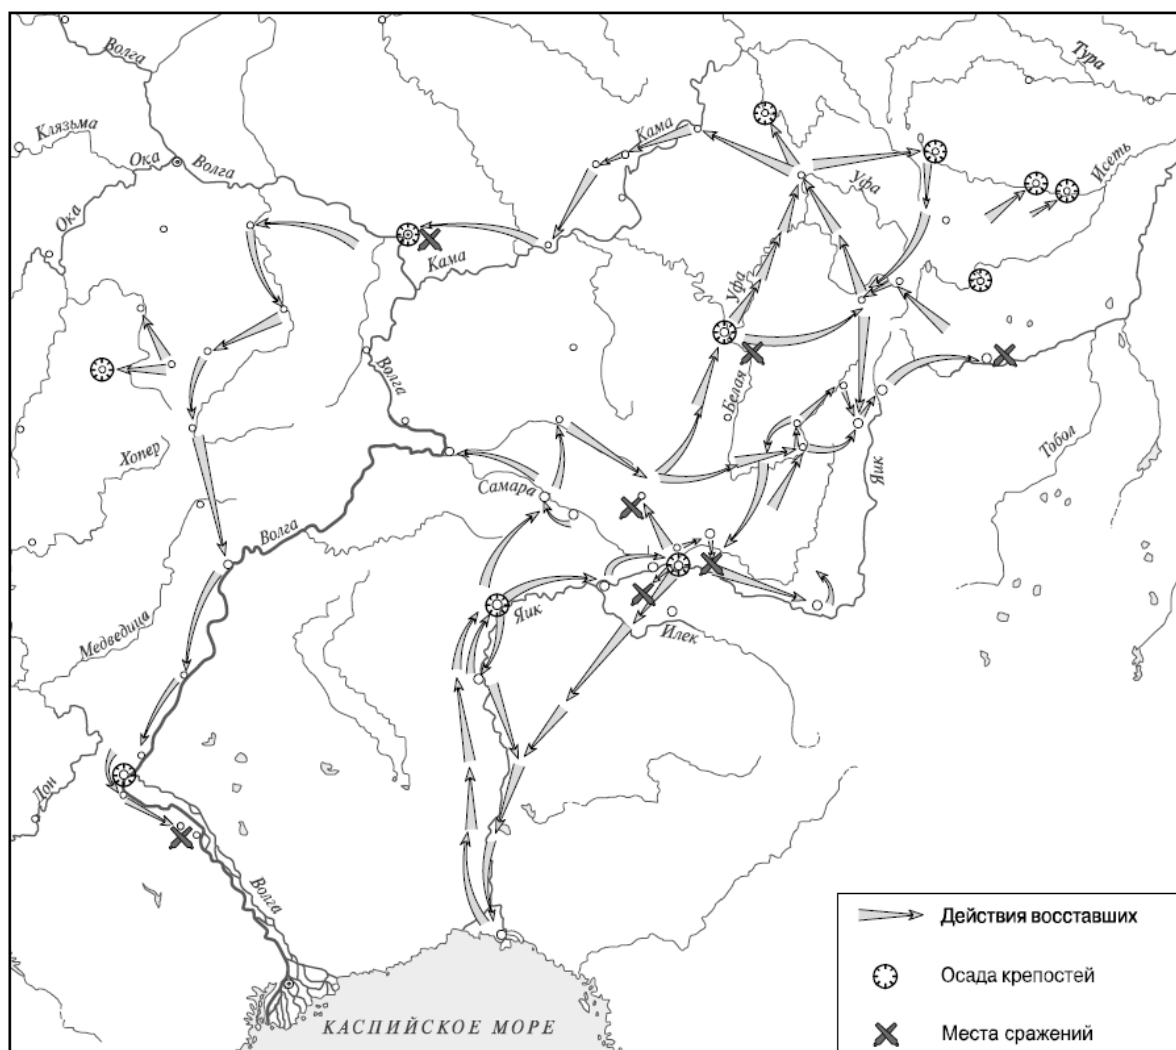 Волга
Тура
Клязьма
Кама
Ока
Волга
Исеть
Уфа
Ока
Кама
Уфа
Волга
Белая
Хопер
Тобол
Самара
Яик
Волга
Медведица
Яик
Илек
Дон
Волга
Действия восставших
Осада крепостей
КАСПИЙСКОЕ МОРЕ
Места сражений